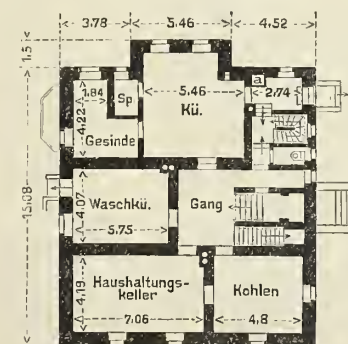 3.78
5.46
4.52
1.5
15.08
1.84
Sp
5.46
Kü.
a
2.74
4.22
Gesinde
Waschkü.
4.07
5.75
Gang
Haushaltungs-
keller
4.19
7.06
Kohlen
4.8